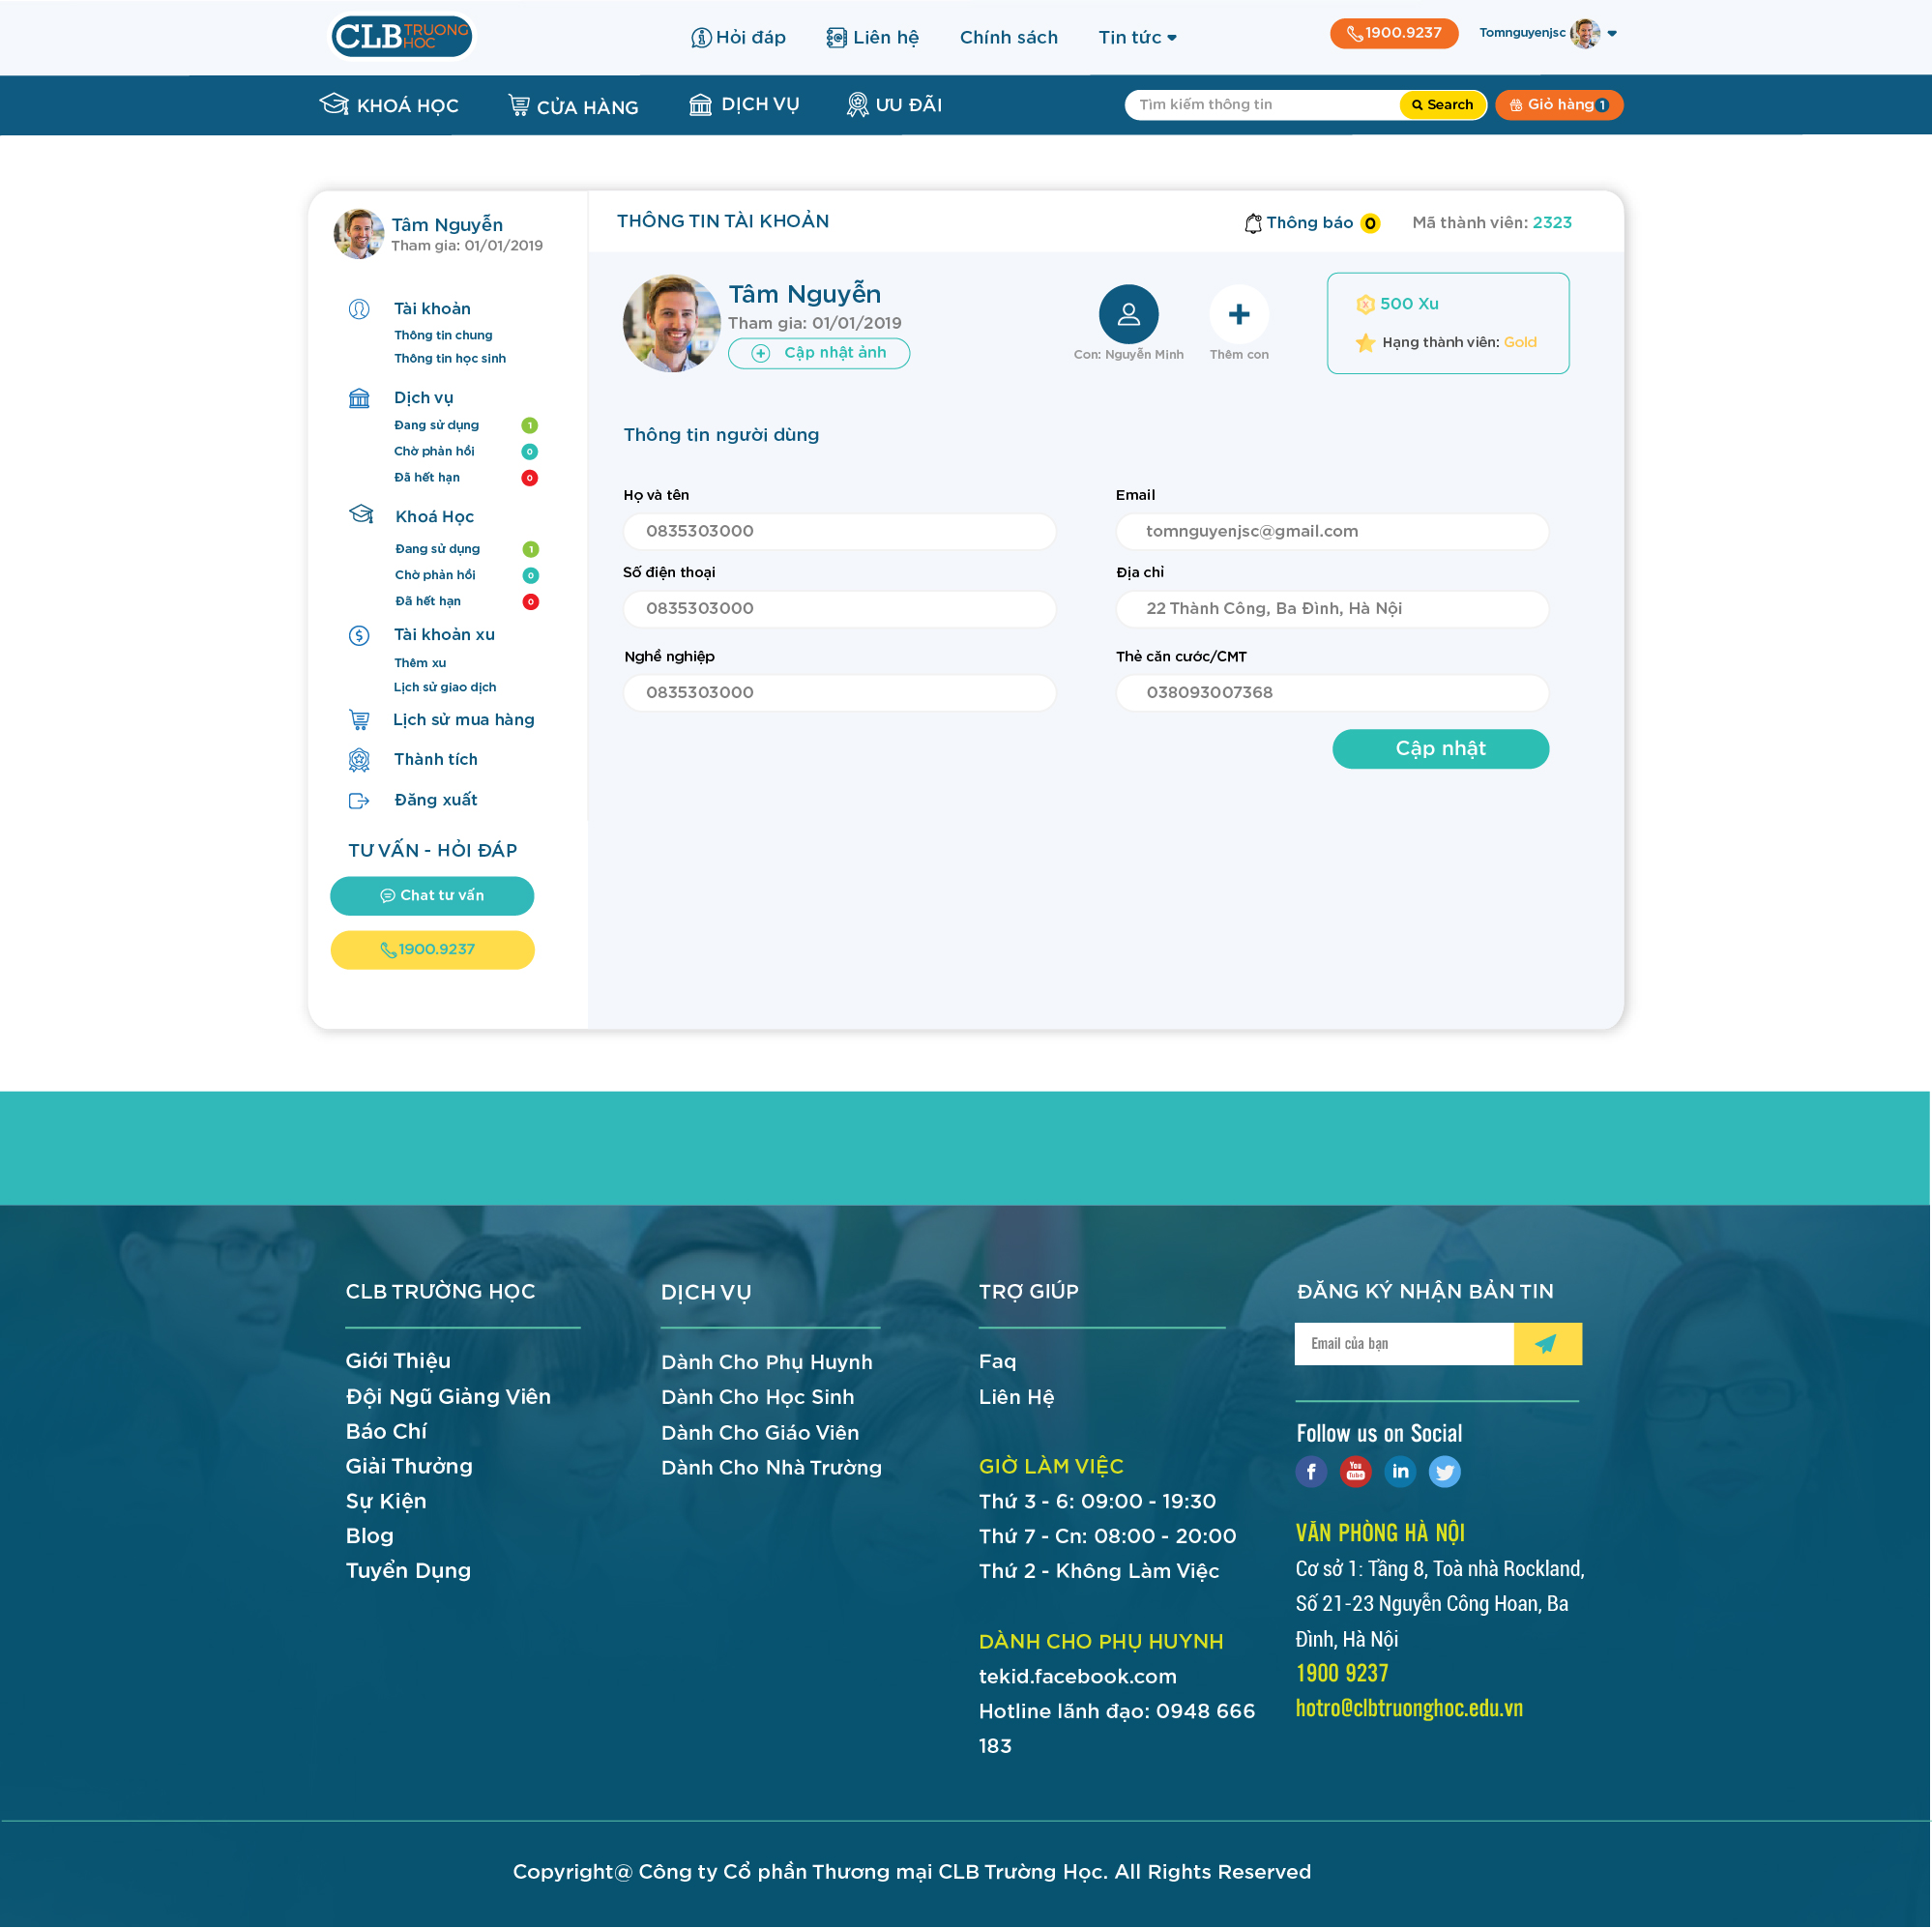 CLB TRUONG HOC
Hỏi đáp
Liên hệ
Chính sách
Tin tức
1900.9237
Tomnguyenjsc
KHOÁ HỌC
CỬA HÀNG
DỊCH VỤ
ƯU ĐÃI
Tìm kiếm thông tin
Search
Giỏ hàng 1
Tâm Nguyễn
Tham gia: 01/01/2019
Tài khoản
Thông tin chung
Thông tin học sinh
Dịch vụ
Đang sử dụng 1
Chờ phản hồi 0
Đã hết hạn 0
Khoá Học
Đang sử dụng 1
Chờ phản hồi 0
Đã hết hạn 0
Tài khoản xu
Thêm xu
Lịch sử giao dịch
Lịch sử mua hàng
Thành tích
Đăng xuất
TƯ VẤN - HỎI ĐÁP
Chat tư vấn
1900.9237
THÔNG TIN TÀI KHOẢN
Thông báo 0
Mã thành viên: 2323
Tâm Nguyễn
Tham gia: 01/01/2019
Cập nhật ảnh
Con: Nguyễn Minh
Thêm con
500 Xu
Hạng thành viên: Gold
Thông tin người dùng
Họ và tên
0835303000
Email
tomnguyenjsc@gmail.com
Số điện thoại
0835303000
Địa chỉ
22 Thành Công, Ba Đình, Hà Nội
Nghề nghiệp
0835303000
Thẻ căn cước/CMT
038093007368
Cập nhật
CLB TRƯỜNG HỌC
Giới Thiệu
Đội Ngũ Giảng Viên
Báo Chí
Giải Thưởng
Sự Kiện
Blog
Tuyển Dụng
DỊCH VỤ
Dành Cho Phụ Huynh
Dành Cho Học Sinh
Dành Cho Giáo Viên
Dành Cho Nhà Trường
TRỢ GIÚP
Faq
Liên Hệ
GIỜ LÀM VIỆC
Thứ 3 - 6: 09:00 - 19:30
Thứ 7 - Cn: 08:00 - 20:00
Thứ 2 - Không Làm Việc
DÀNH CHO PHỤ HUYNH
tekid.facebook.com
Hotline lãnh đạo: 0948 666
183
ĐĂNG KÝ NHẬN BẢN TIN
Email của bạn
Follow us on Social
f
You Tube
in
VĂN PHÒNG HÀ NỘI
Cơ sở 1: Tầng 8, Toà nhà Rockland,
Số 21-23 Nguyễn Công Hoan, Ba
Đình, Hà Nội
1900 9237
hotro@clbtruonghoc.edu.vn
Copyright@ Công ty Cổ phần Thương mại CLB Trường Học. All Rights Reserved